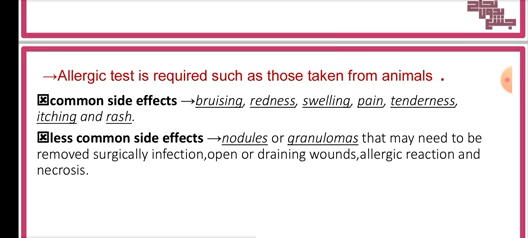 →Allergic test is required such as those taken from animals .
☒common side effects →bruising, redness, swelling, pain, tenderness,
itching and rash.
☒less common side effects →nodules or granulomas that may need to be
removed surgically infection,open or draining wounds,allergic reaction and
necrosis.